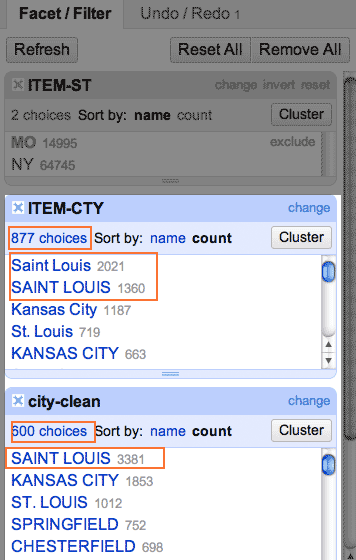 Facet / Filter Undo / Redo 1
Refresh Reset All Remove All
ITEM-ST change invert reset
2 choices Sort by: name count Cluster
MO 14995 exclude
NY 64745
ITEM-CTY change
877 choices Sort by: name count Cluster
Saint Louis 2021
SAINT LOUIS 1360
Kansas City 1187
St. Louis 719
KANSAS CITY 663
city-clean change
600 choices Sort by: name count Cluster
SAINT LOUIS 3381
KANSAS CITY 1853
ST. LOUIS 1012
SPRINGFIELD 752
CHESTERFIELD 698